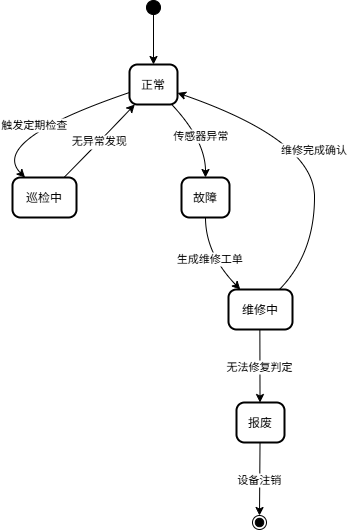 正常
触发定期检查
传感器异常
无异常发现
维修完成确认
巡检中
故障
生成维修工单
维修中
无法修复判定
报废
设备注销